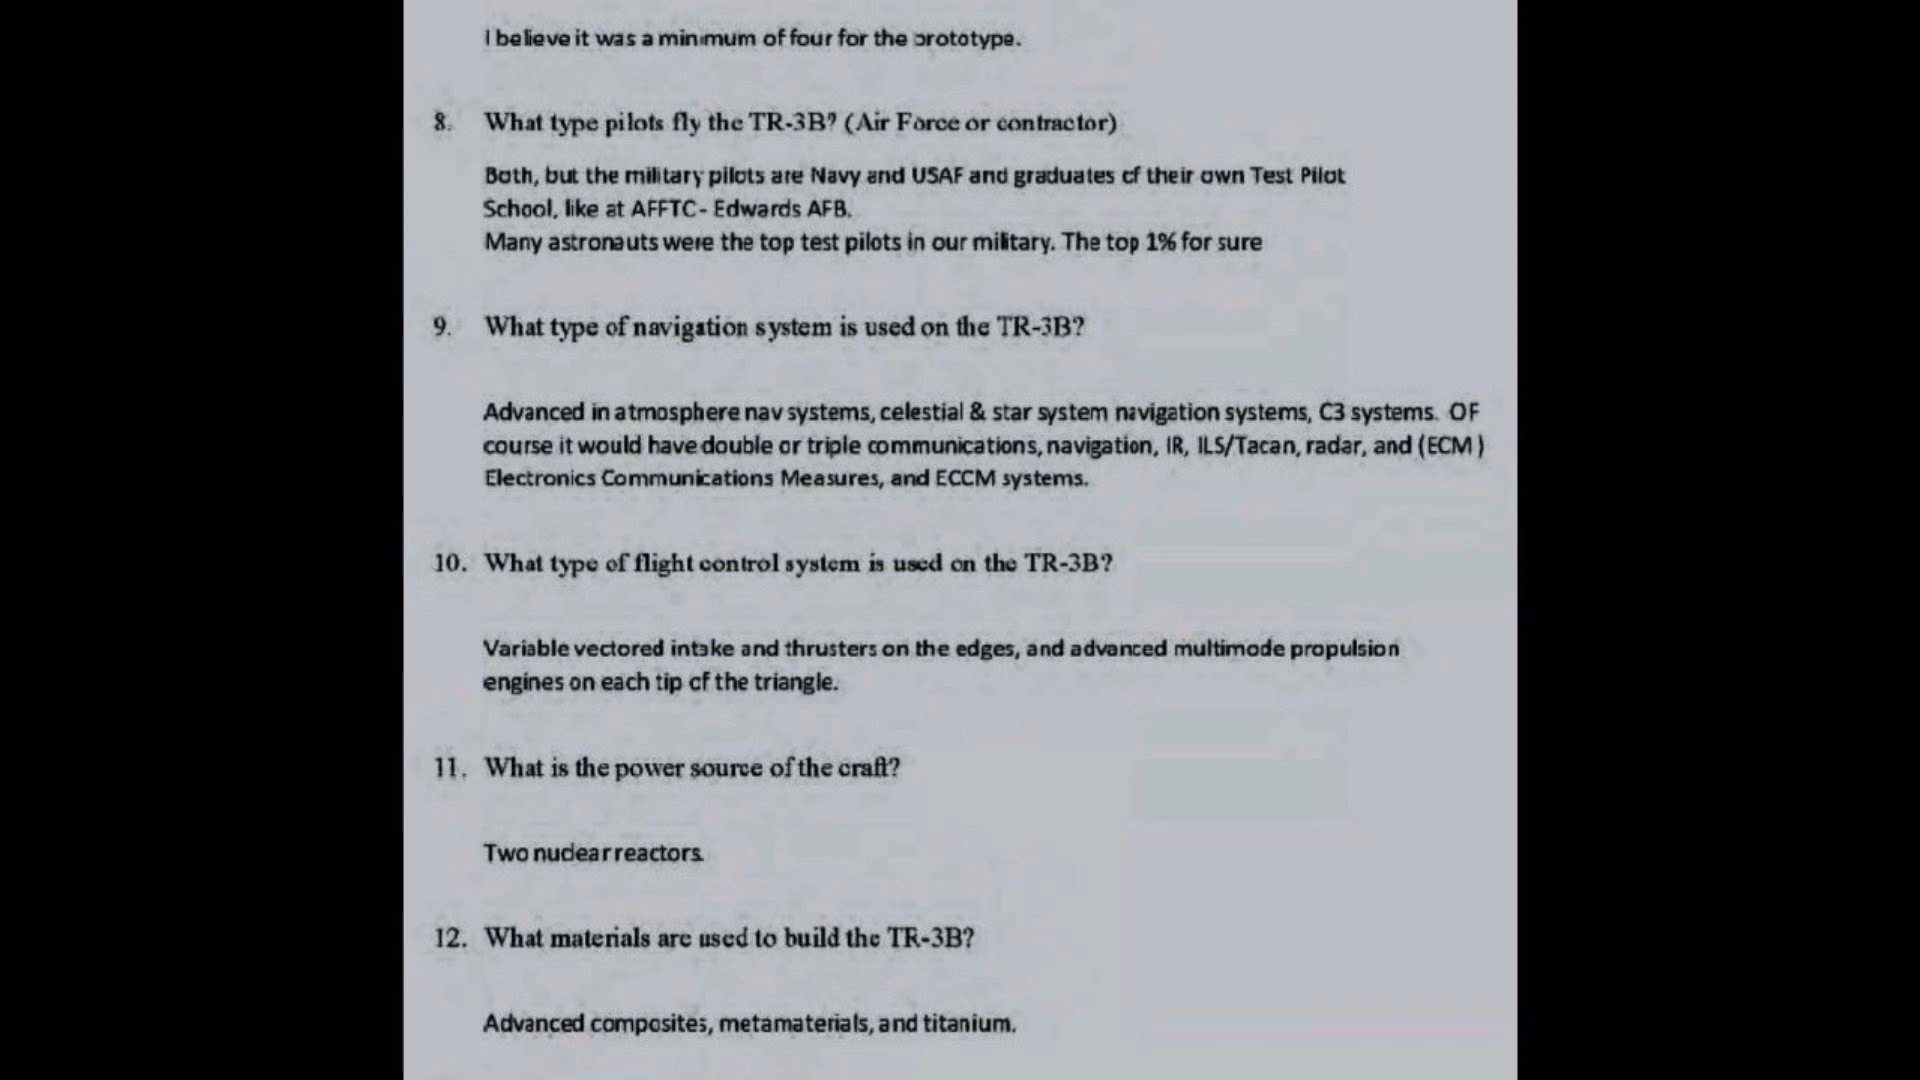 I believe it was a minimum of four for the prototype.
8. What type pilots fly the TR-3B? (Air Force or contractor)
Both, but the military pilots are Navy and USAF and graduates of their own Test Pilot
School, like at AFFTC- Edwards AFB.
Many astronauts were the top test pilots in our military. The top 1% for sure
9. What type of navigation system is used on the TR-3B?
Advanced in atmosphere nav systems, celestial & star system navigation systems, C3 systems. OF
course it would have double or triple communications, navigation, IR, ILS/Tacan, radar, and (ECM )
Electronics Communications Measures, and ECCM systems.
10. What type of flight control system is used on the TR-3B?
Variable vectored intake and thrusters on the edges, and advanced multimode propulsion
engines on each tip of the triangle.
11. What is the power source of the craft?
Two nuclear reactors.
12. What materials are used to build the TR-3B?
Advanced composites, metamaterials, and titanium.